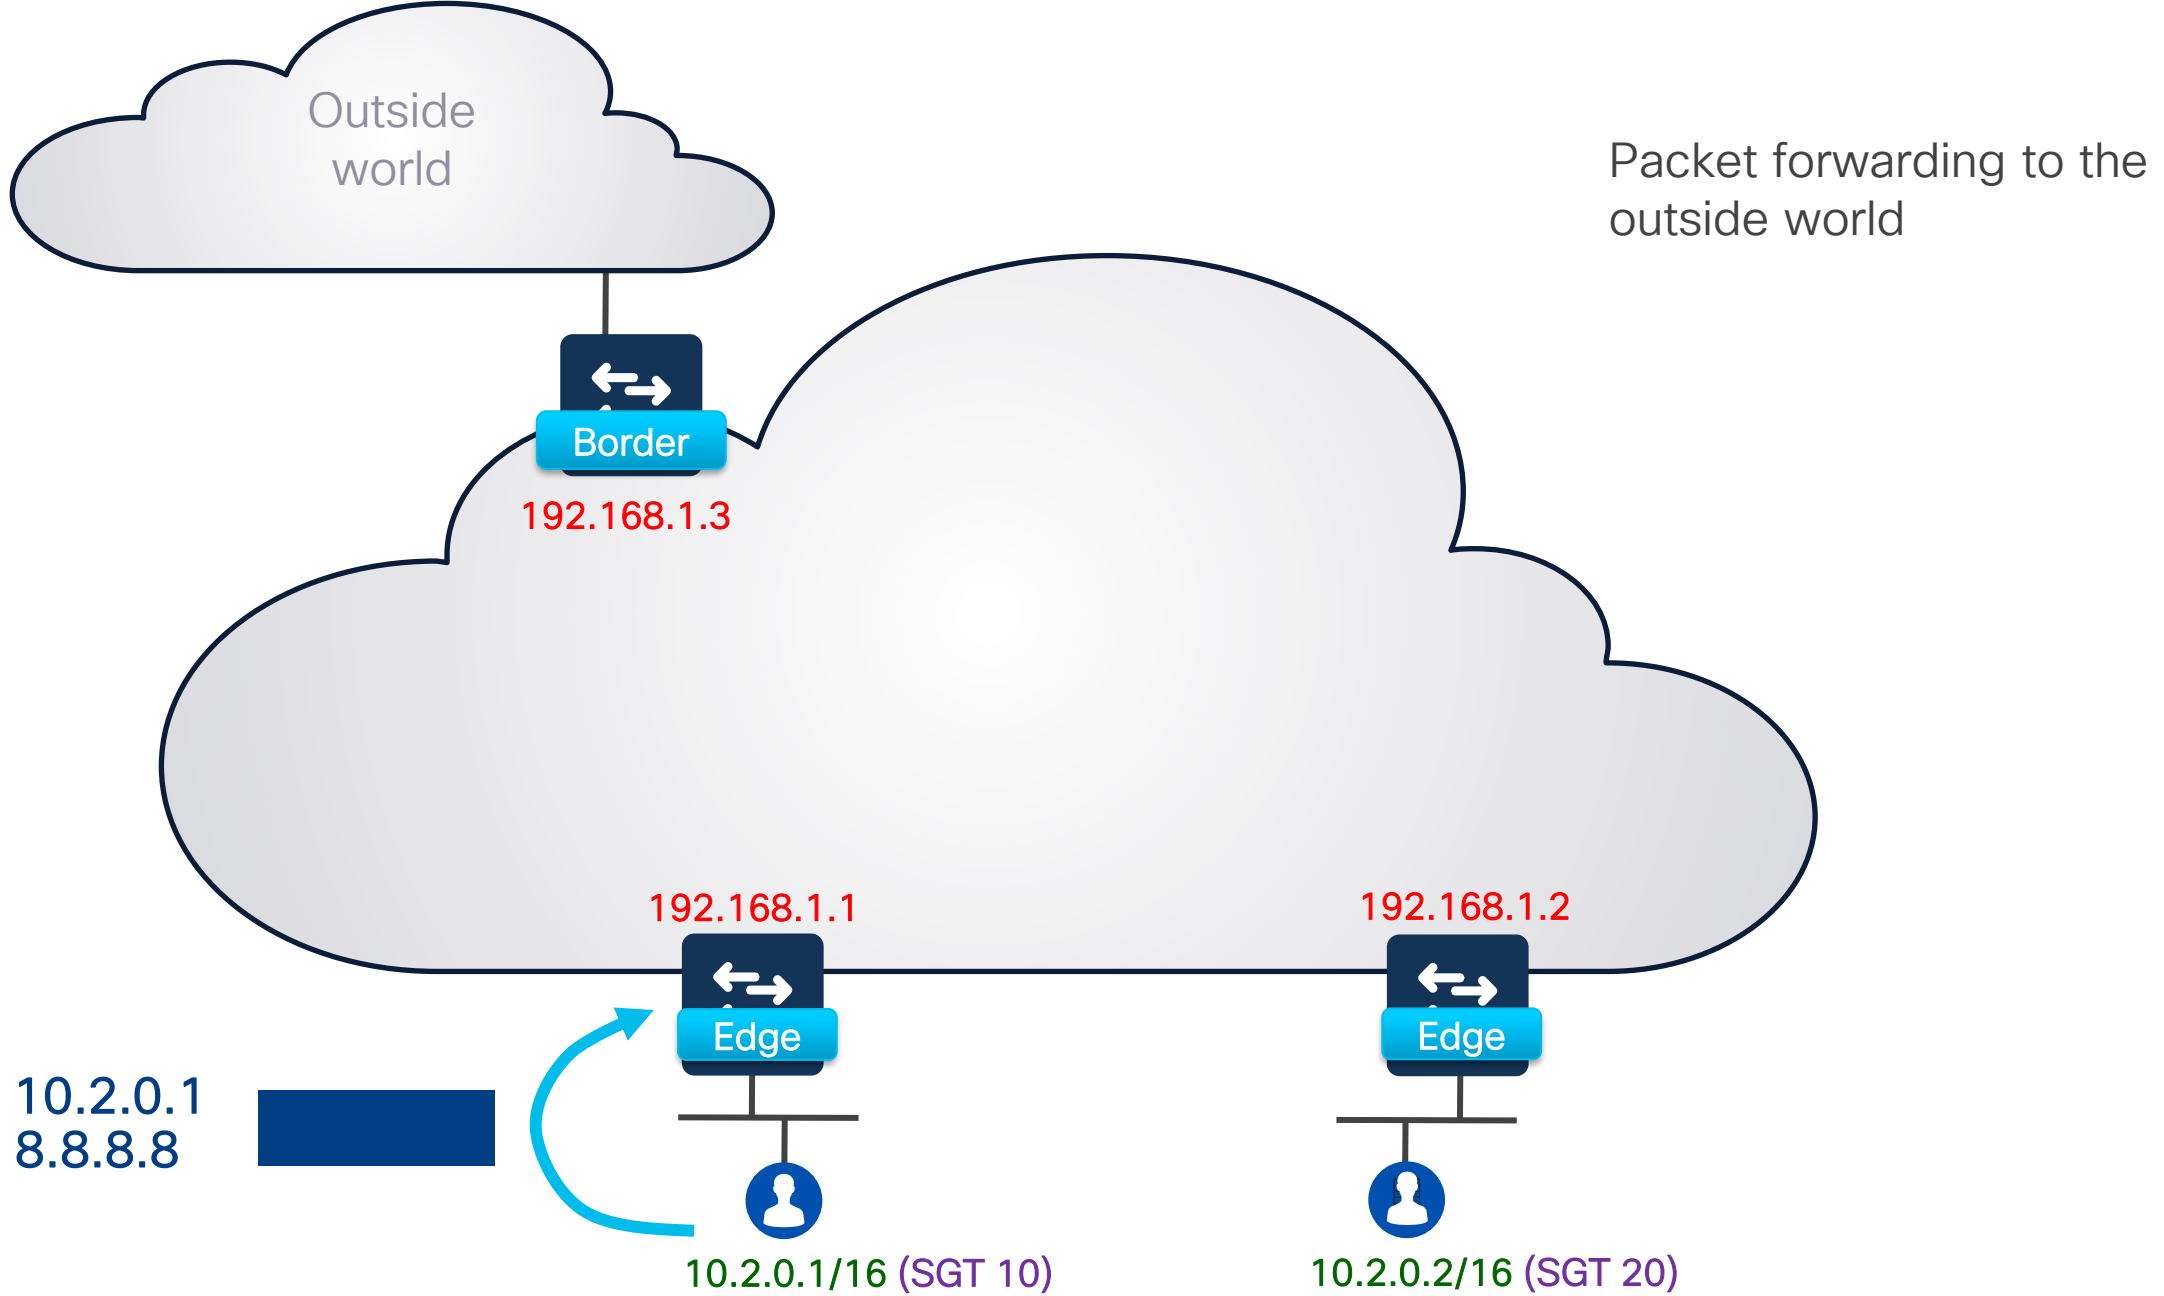 Outside
world
Packet forwarding to the
outside world
Border
192.168.1.3
192.168.1.1
192.168.1.2
Edge
Edge
10.2.0.1
8.8.8.8
10.2.0.1/16 (SGT 10)
10.2.0.2/16 (SGT 20)